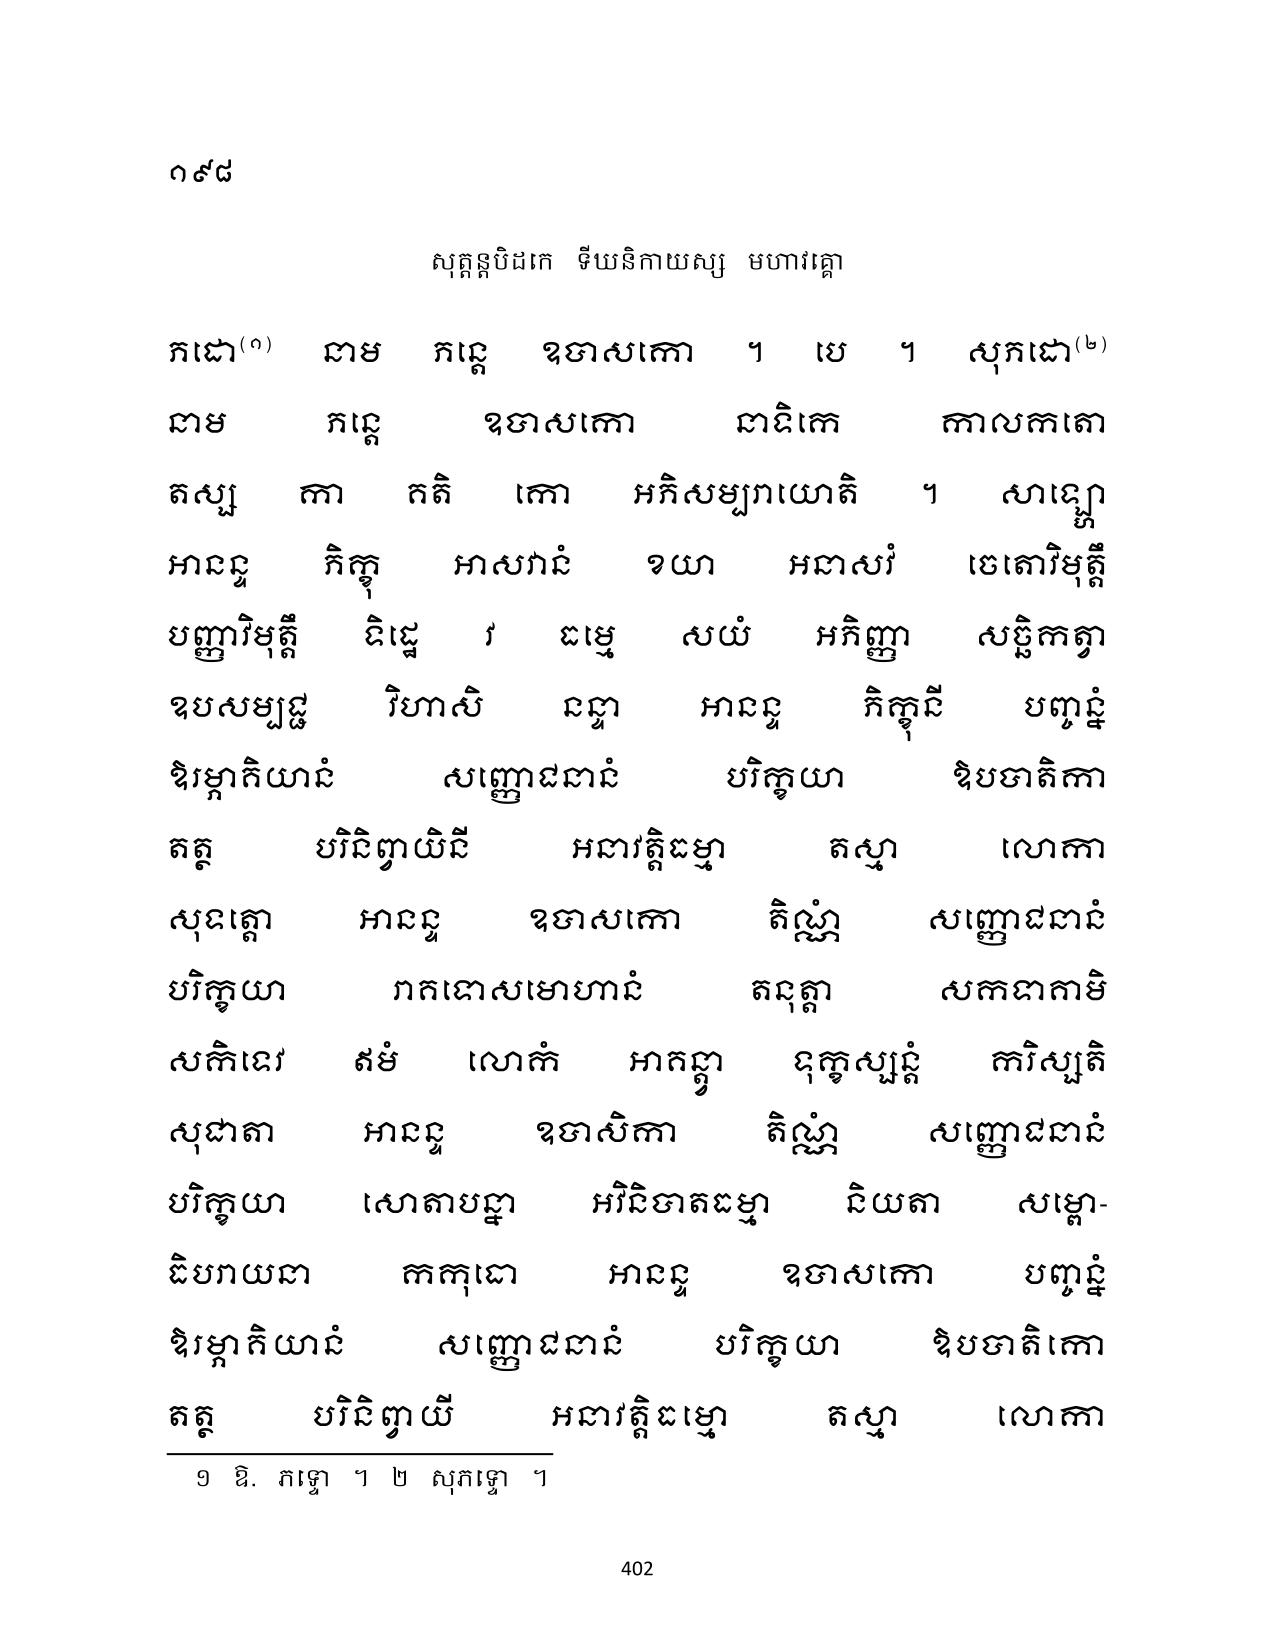 ១៩៨
សុត្តន្តបិដកេ ទីឃនិកាយស្ស មហាវគ្គោ
ភដោ(១) នាម ភន្តេ ឧបាសកោ ។ បេ ។ សុភដោ(២)
នាម ភន្តេ ឧបាសកោ នាទិកេ កាលកតោ
តស្ស កា គតិ កោ អភិសម្បរាយោតិ ។ សាឡ្ហោ
អានន្ទ ភិក្ខុ អាសវានំ ខយា អនាសវំ ចេតោវិមុត្តឹ
បញ្ញាវិមុត្តឹ ទិដ្ឋេ វ ធម្មេ សយំ អភិញ្ញា សច្ឆិកត្វា
ឧបសម្បជ្ជ វិហាសិ នន្ទា អានន្ទ ភិក្ខុនី បញ្ចន្នំ
ឱរម្ភាគិយានំ សញ្ញោជនានំ បរិក្ខយា ឱបបាតិកា
តត្ថ បរិនិព្វាយិនី អនាវត្តិធម្មា តស្មា លោកា
សុទត្តោ អានន្ទ ឧបាសកោ តិណ្ណំ សញ្ញោជនានំ
បរិក្ខយា រាគទោសមោហានំ តនុត្តា សកទាគាមិ
សកិទេវ ឥមំ លោកំ អាគន្ត្វា ទុក្ខស្សន្តំ ករិស្សតិ
សុជាតា អានន្ទ ឧបាសិកា តិណ្ណំ សញ្ញោជនានំ
បរិក្ខយា សោតាបន្នា អវិនិបាតធម្មា និយតា សម្ពោ-
ធិបរាយនា កកុធោ អានន្ទ ឧបាសកោ បញ្ចន្នំ
ឱរម្ភាគិយានំ សញ្ញោជនានំ បរិក្ខយា ឱបបាតិកោ
តត្ថ បរិនិព្វាយី អនាវត្តិធម្មោ តស្មា លោកា
១ ឱ. ភទ្ទោ ។ ២ សុភទ្ទោ ។
402